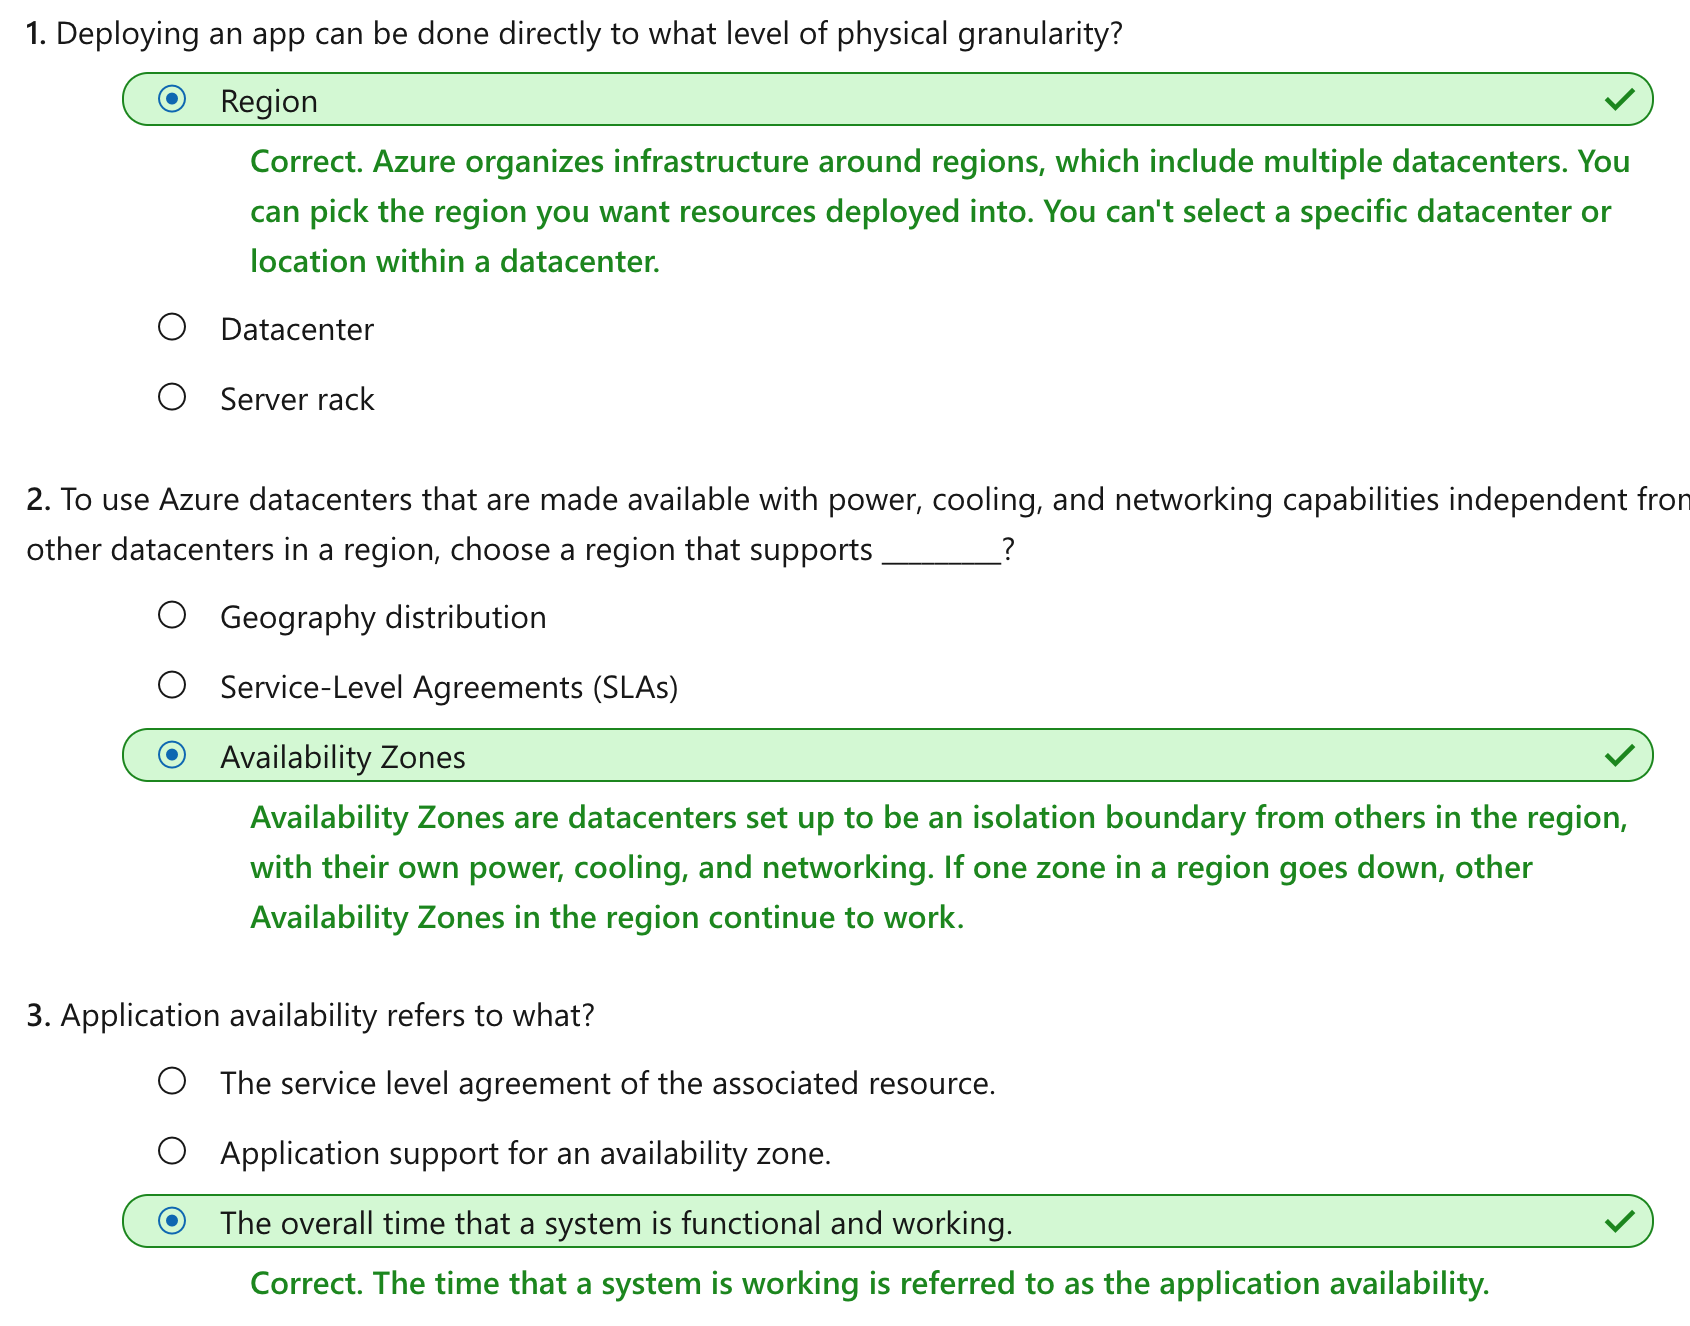 1. Deploying an app can be done directly to what level of physical granularity?
Region
Correct. Azure organizes infrastructure around regions, which include multiple datacenters. You
can pick the region you want resources deployed into. You can't select a specific datacenter or
location within a datacenter.
Datacenter
Server rack
2. To use Azure datacenters that are made available with power, cooling, and networking capabilities independent from
other datacenters in a region, choose a region that supports ________?
Geography distribution
Service-Level Agreements (SLAs)
Availability Zones
Availability Zones are datacenters set up to be an isolation boundary from others in the region,
with their own power, cooling, and networking. If one zone in a region goes down, other
Availability Zones in the region continue to work.
3. Application availability refers to what?
The service level agreement of the associated resource.
Application support for an availability zone.
The overall time that a system is functional and working.
Correct. The time that a system is working is referred to as the application availability.